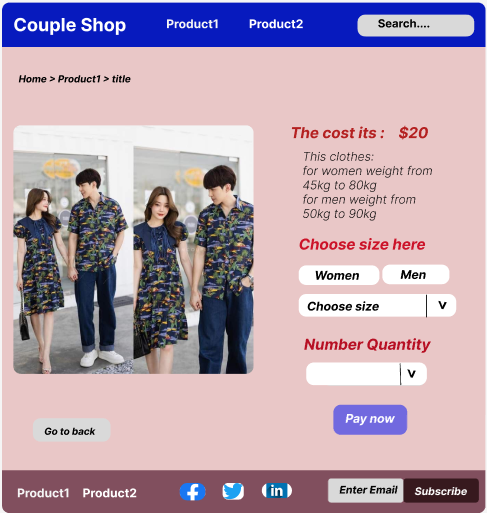 Couple Shop
Product1
Product2
Search....
Home > Product1 > title
The cost its : $20
This clothes:
for women weight from
45kg to 80kg
for men weight from
50kg to 90kg
Choose size here
Women
Men
Choose size
V
Number Quantity
V
Pay now
Go to back
Product1
Product2
f
in
Enter Email
Subscribe